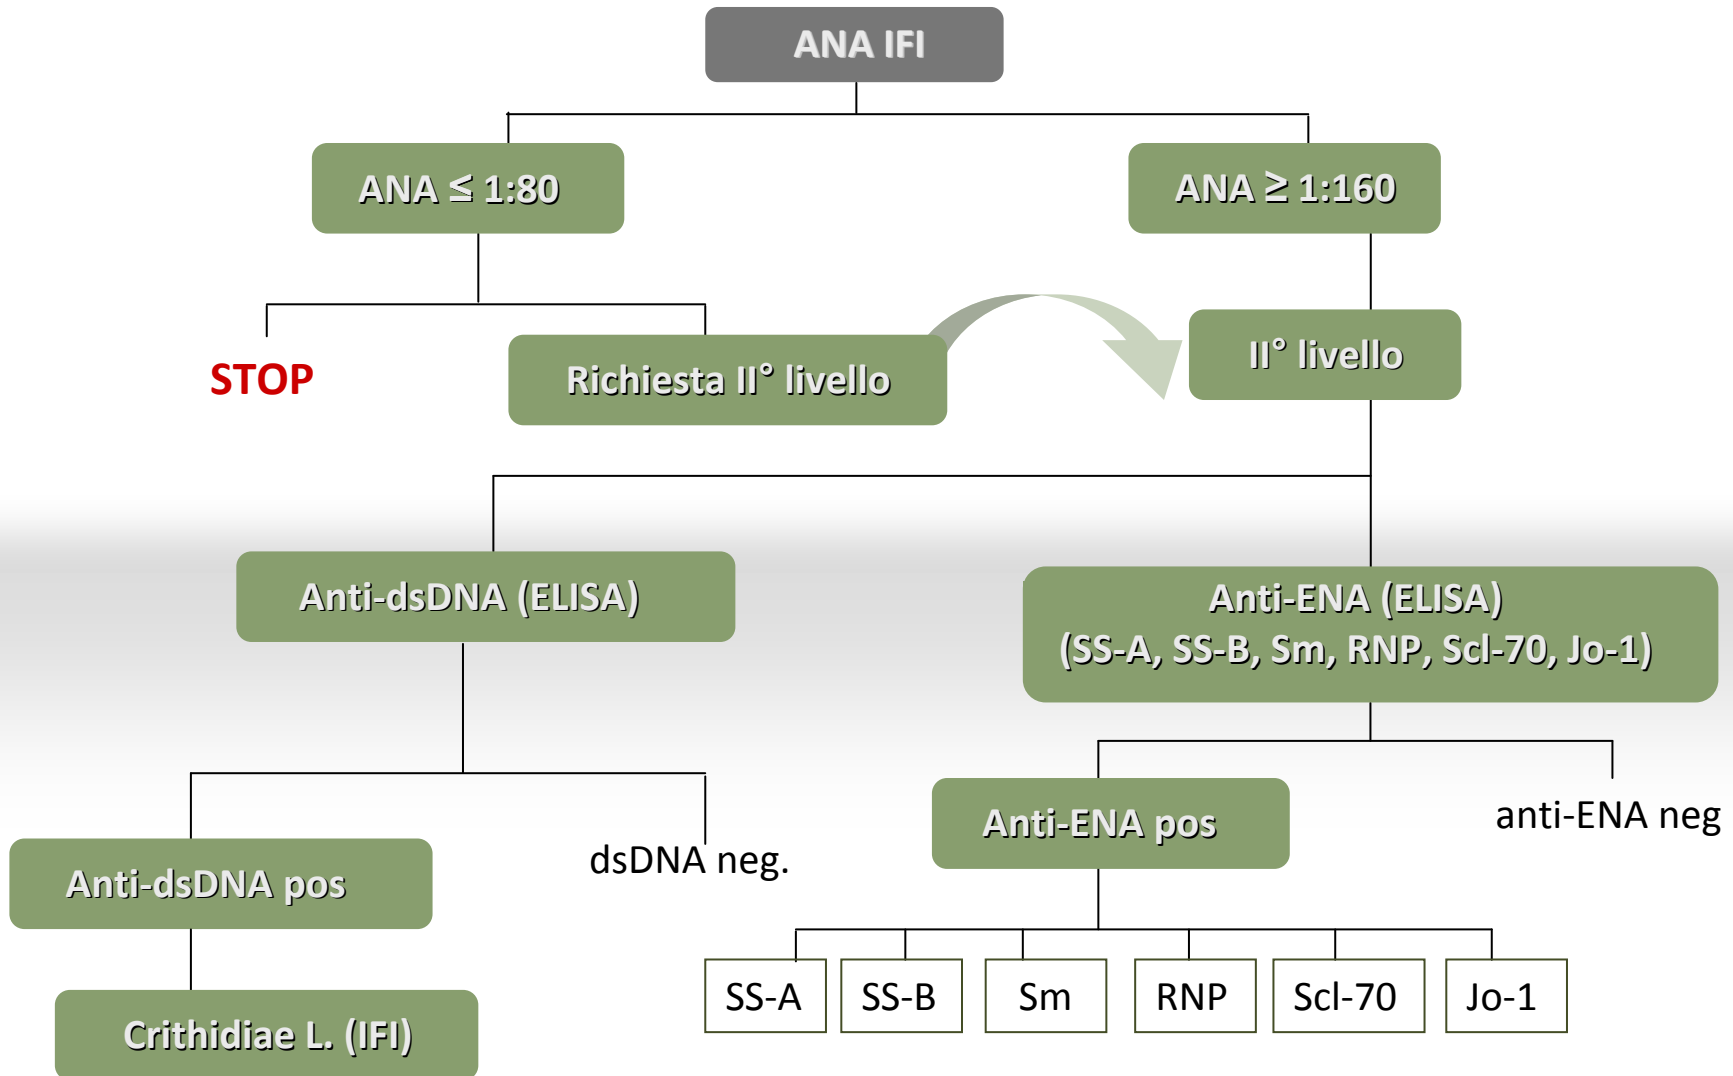 ANA IFI
ANA ≤ 1:80
ANA ≥ 1:160
STOP
Richiesta II° livello
II° livello
Anti-dsDNA (ELISA)
Anti-ENA (ELISA)
(SS-A, SS-B, Sm, RNP, Scl-70, Jo-1)
Anti-dsDNA pos
dsDNA neg.
Anti-ENA pos
anti-ENA neg
Crithidiae L. (IFI)
SS-A
SS-B
Sm
RNP
Scl-70
Jo-1